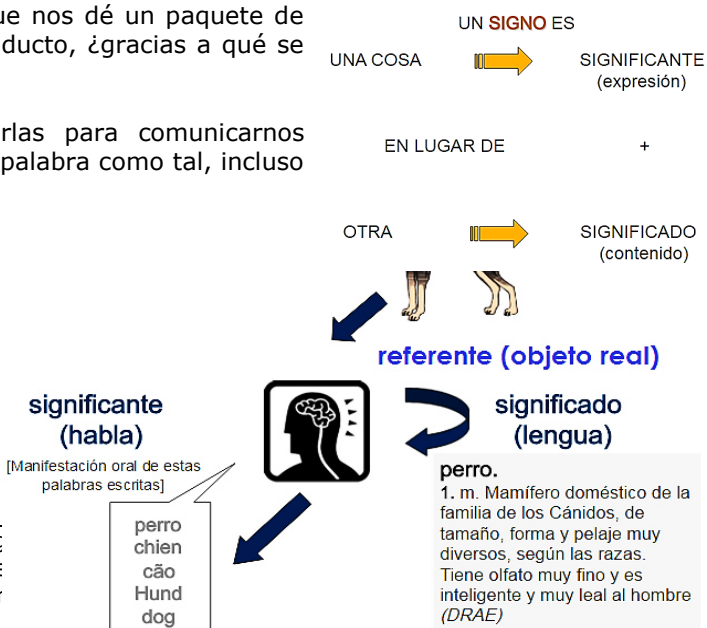 ue nos dé un paquete de
ducto, ¿gracias a qué se
rlas para comunicarnos
palabra como tal, incluso
UN SIGNO ES
UNA COSA
SIGNIFICANTE
(expresión)
EN LUGAR DE
+
OTRA
SIGNIFICADO
(contenido)
referente (objeto real)
significante
(habla)
[Manifestación oral de estas
palabras escritas]
perro
chien
cão
Hund
dog
significado
(lengua)
perro.
1. m. Mamífero doméstico de la
familia de los Cánidos, de
tamaño, forma y pelaje muy
diversos, según las razas.
Tiene olfato muy fino y es
inteligente y muy leal al hombre
(DRAE)